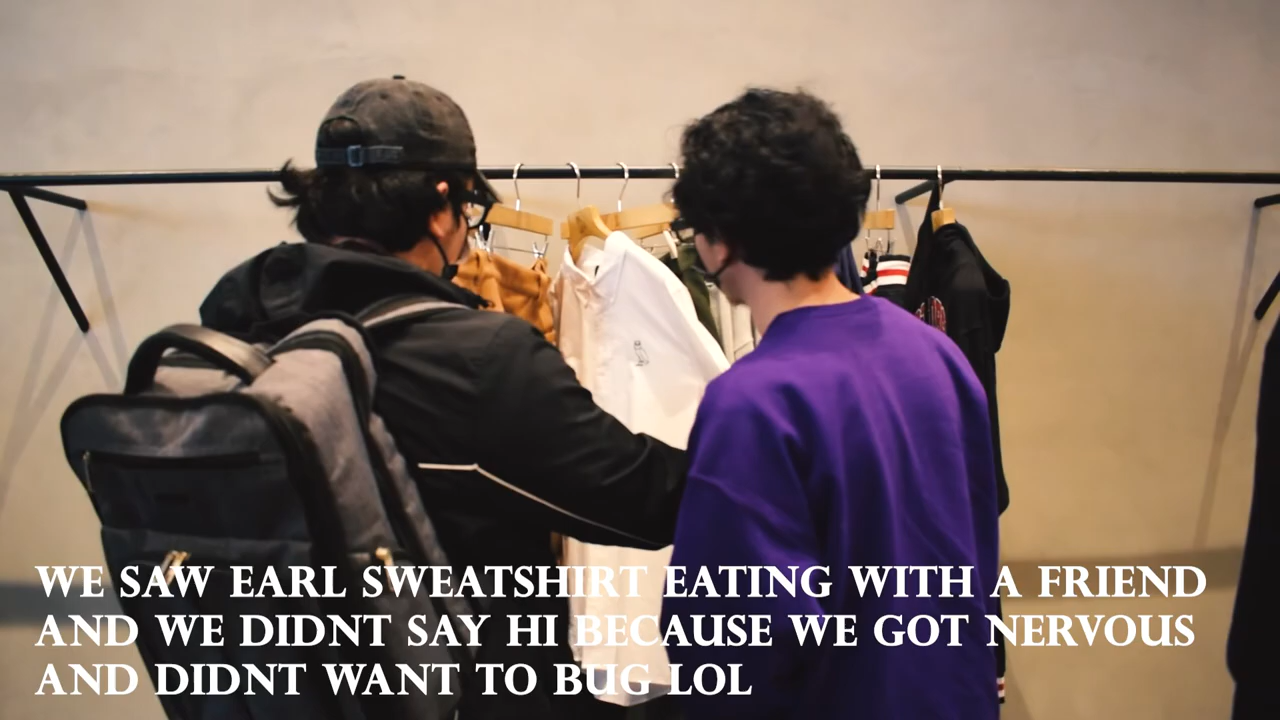 WE SAW EARL SWEATSHIRT EATING WITH A FRIEND
AND WE DIDNT SAY HI BECAUSE WE GOT NERVOUS
AND DIDNT WANT TO BUG LOL